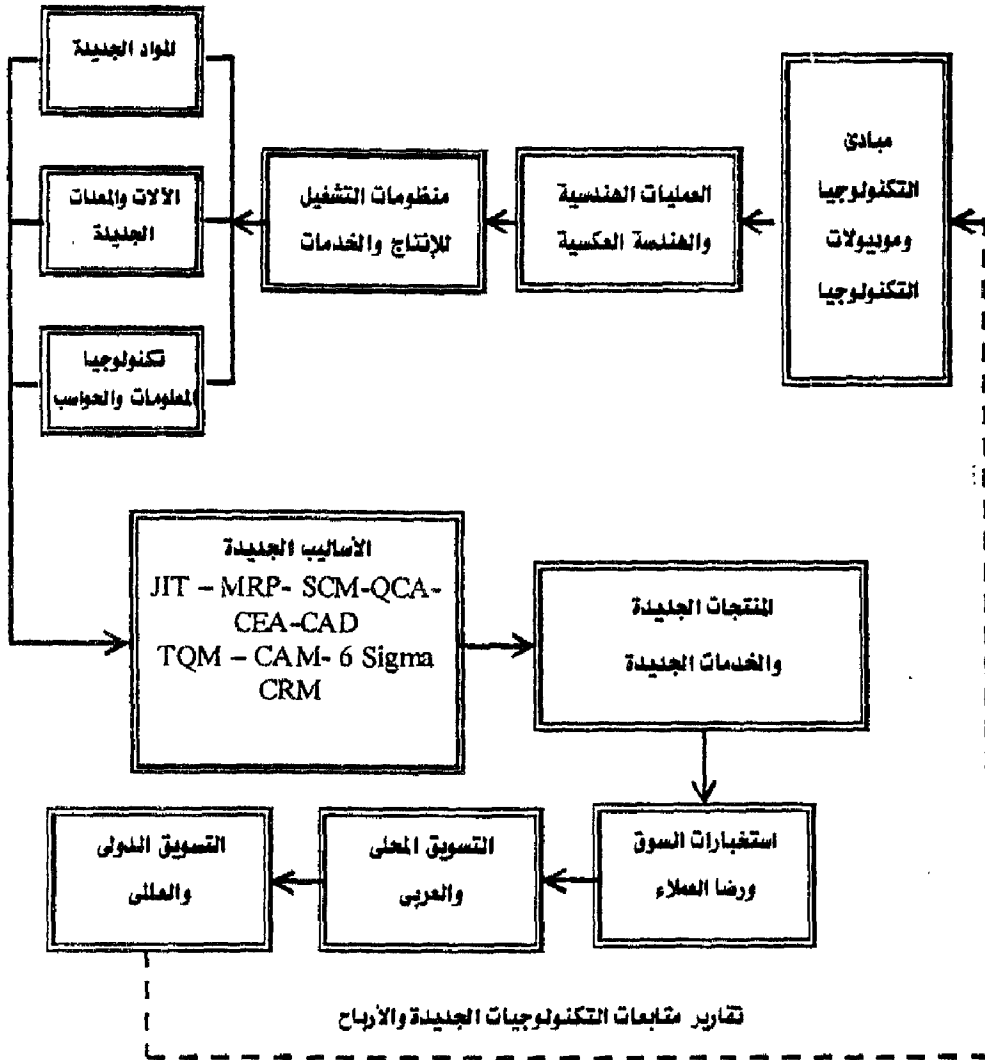 مبادئ
التكنولوجيا
وموديولات
التكنولوجيا
العمليات الهندسية
والهندسة العكسية
منظومات التشغيل
للإنتاج والخدمات
المواد الجديدة
الآلات والمعدات
الجديدة
تكنولوجيا
المعلومات والحواسب
الأساليب الجديدة
JIT – MRP- SCM-QCA-
CEA-CAD
TQM – CAM- 6 Sigma
CRM
المنتجات الجديدة
والخدمات الجديدة
استخبارات السوق
ورضا العملاء
التسويق المحلى
والعربى
التسويق الدولى
والعالمى
تقارير متابعات التكنولوجيات الجديدة والأرباح